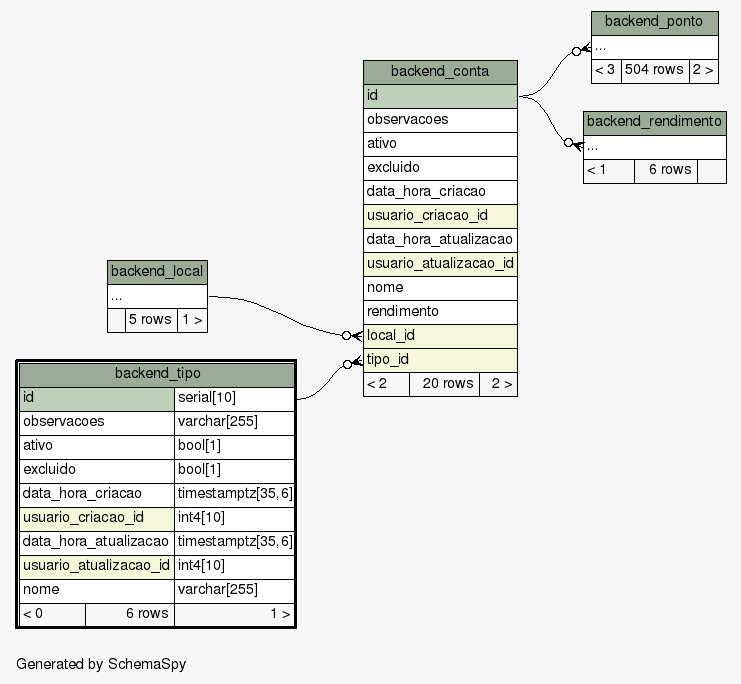 backend_ponto
...
< 3 504 rows 2 >
backend_conta
id
observacoes
ativo
excluido
data_hora_criacao
usuario_criacao_id
data_hora_atualizacao
usuario_atualizacao_id
nome
rendimento
local_id
tipo_id
< 2 20 rows 2 >
backend_rendimento
...
< 1 6 rows
backend_local
...
5 rows 1 >
backend_tipo
id serial[10]
observacoes varchar[255]
ativo bool[1]
excluido bool[1]
data_hora_criacao timestamptz[35,6]
usuario_criacao_id int4[10]
data_hora_atualizacao timestamptz[35,6]
usuario_atualizacao_id int4[10]
nome varchar[255]
< 0 6 rows 1 >
Generated by SchemaSpy